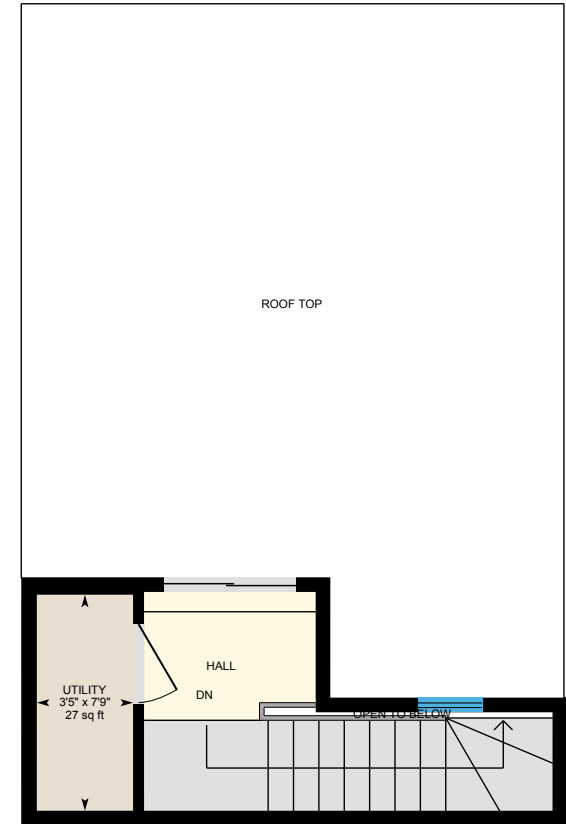 ROOF TOP
HALL
UTILITY
3'5" x 7'9"
27 sq ft
DN
OPEN TO BELOW